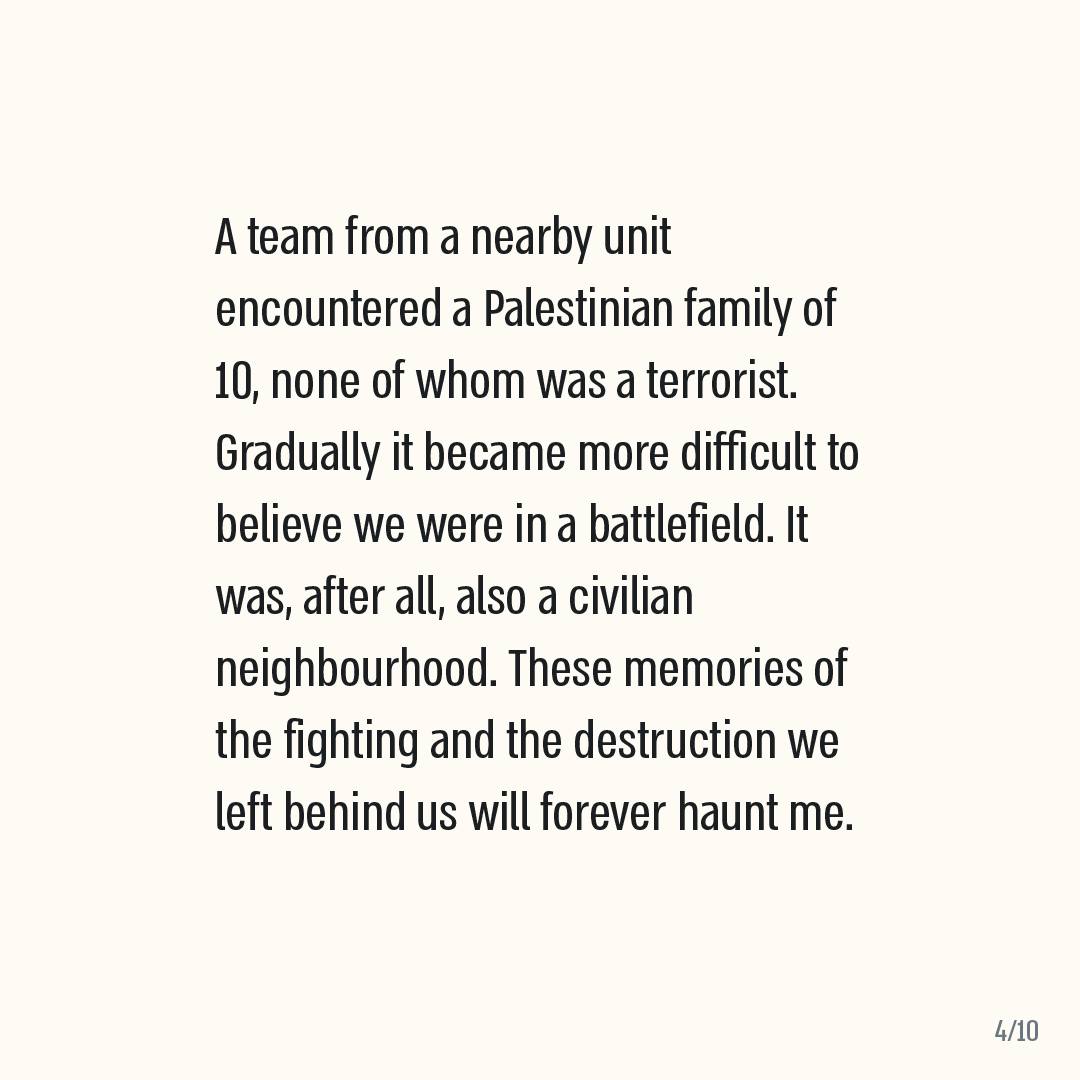 A team from a nearby unit
encountered a Palestinian family of
10, none of whom was a terrorist.
Gradually it became more difficult to
believe we were in a battlefield. It
was, after all, also a civilian
neighbourhood. These memories of
the fighting and the destruction we
left behind us will forever haunt me.
4/10